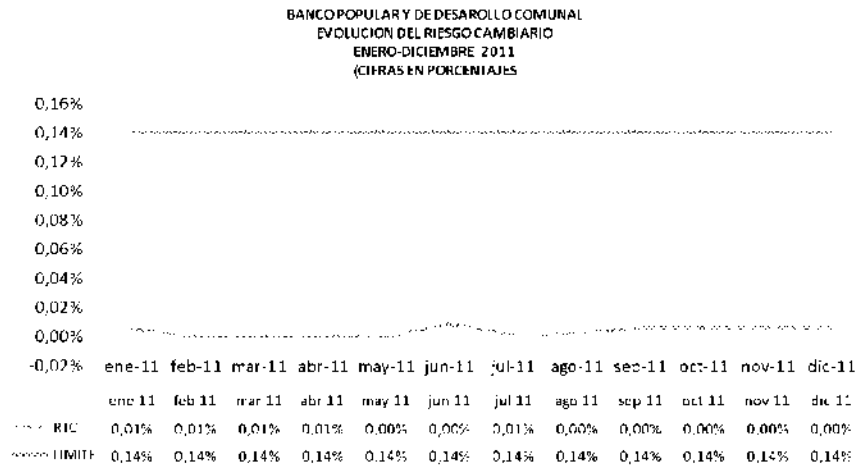 BANCO POPULAR Y DE DESAROLLO COMUNAL
EVOLUCION DEL RIESGO CAMBIARIO
ENERO-DICIEMBRE 2011
(CIFRAS EN PORCENTAJES
0,16%
0,14%
0,12%
0,10%
0,08%
0,06%
0,04%
0,02%
0,00%
-0,02%
ene-11 feb-11 mar-11 abr-11 may-11 jun-11 jul-11 ago-11 sep-11 oct-11 nov-11 dic-11
ene 11 feb 11 mar 11 abr 11 may 11 jun 11 jul 11 ago 11 sep 11 oct 11 nov 11 dic 11
RTC 0,01% 0,01% 0,01% 0,01% 0,00% 0,00% 0,01% 0,00% 0,00% 0,00% 0,00% 0,00%
LIMITE 0,14% 0,14% 0,14% 0,14% 0,14% 0,14% 0,14% 0,14% 0,14% 0,14% 0,14% 0,14%